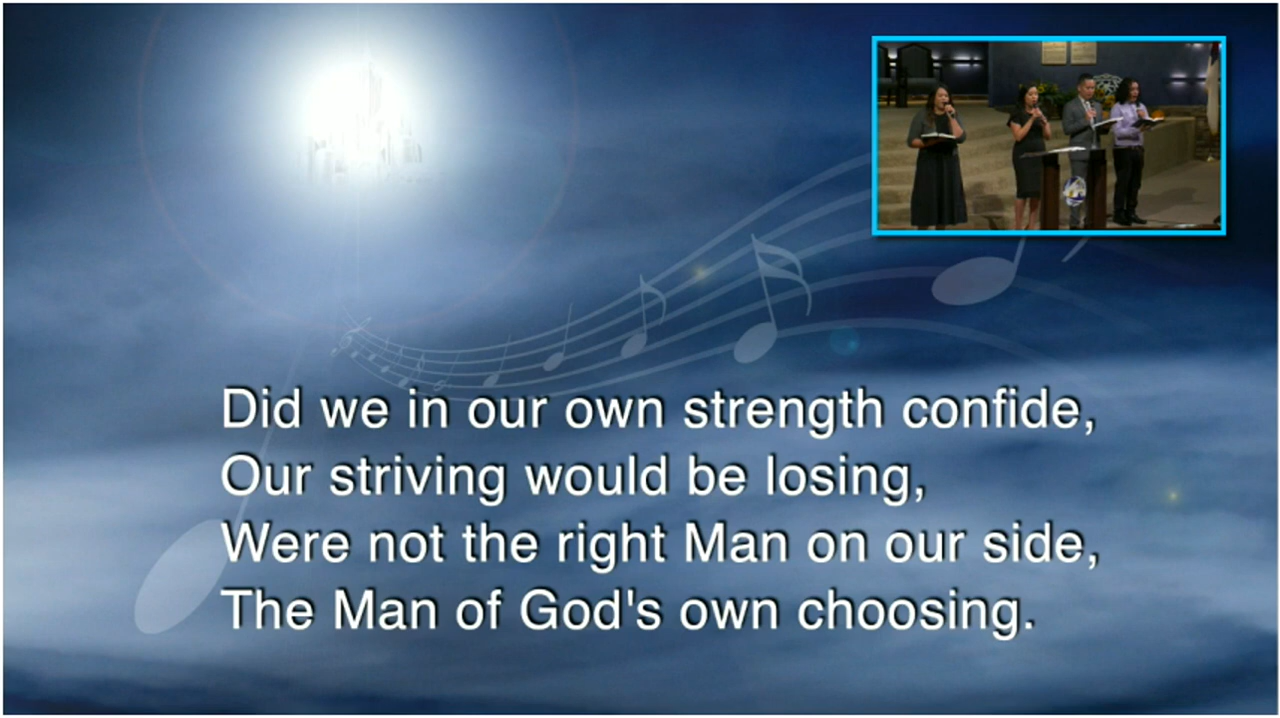 Did we in our own strength confide,
Our striving would be losing,
Were not the right Man on our side,
The Man of God's own choosing.